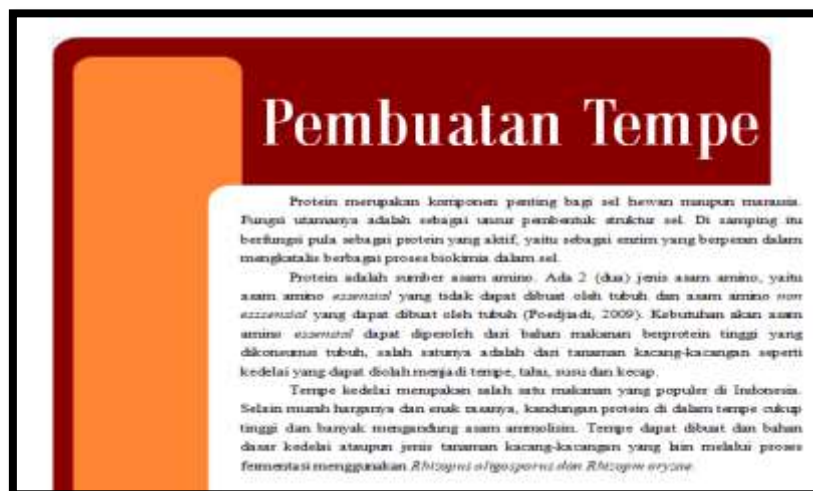 Pembuatan Tempe
Protein merupakan komponen penting bagi sel hewan maupun manusia.
Fungsi utamanya adalah sebagai unsur pembentuk struktur sel. Di samping itu
berfungsi pula sebagai protein yang aktif, yaitu sebagai enzim yang berperan dalam
mengkatalis berbagai proses biokimia dalam sel.
Protein adalah sumber asam amino. Ada 2 (dua) jenis asam amino, yaitu
asam amino essensial yang tidak dapat dibuat oleh tubuh dan asam amino non
essensial yang dapat dibuat oleh tubuh (Poedjiadi, 2009). Kebutuhan akan asam
amino essensial dapat diperoleh dari bahan makanan berprotein tinggi yang
dikonsumsi tubuh, salah satunya adalah dari tanaman kacang-kacangan seperti
kedelai yang dapat diolah menjadi tempe, tahu, susu dan kecap.
Tempe kedelai merupakan salah satu makanan yang populer di Indonesia.
Selain murah harganya dan enak rasanya, kandungan protein di dalam tempe cukup
tinggi dan banyak mengandung asam Tempe dapat dibuat dan bahan
dasar kedelai ataupun jenis tanaman kacang-kacangan yang lain melalui proses
fermentasi menggunakan Rhizopus oligosporus dan Rhizopus oryzae.